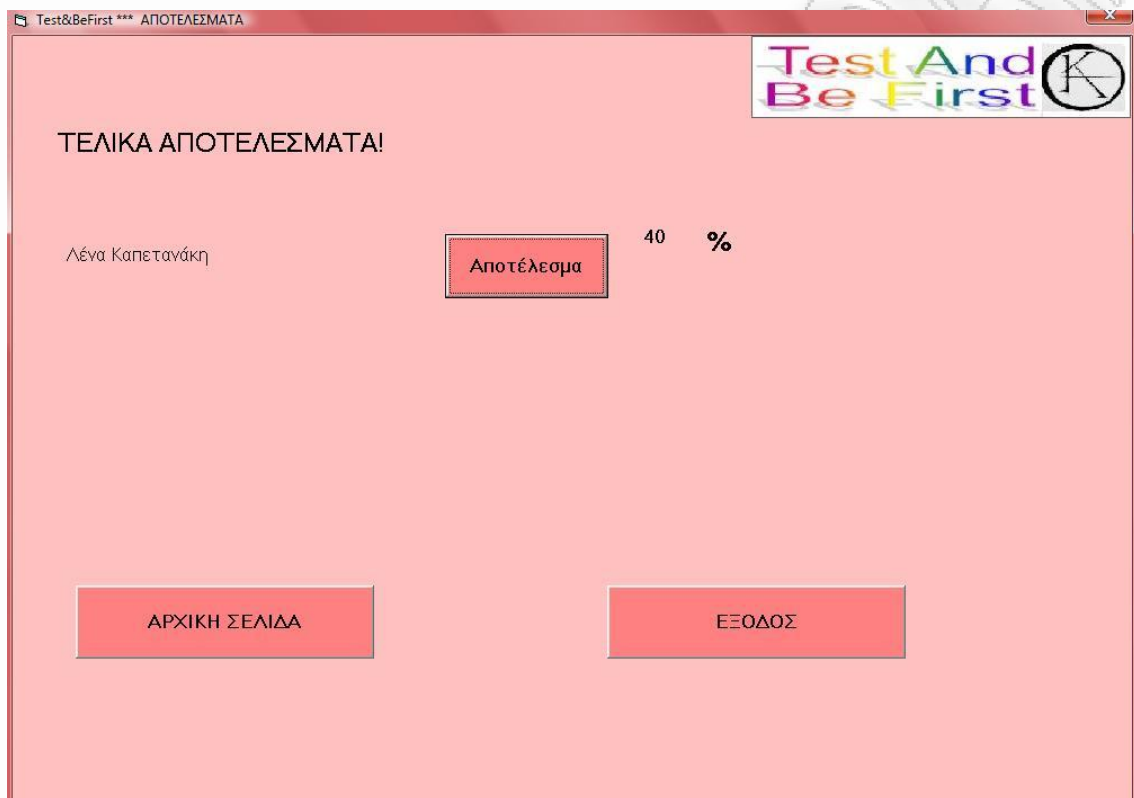 Test&BeFirst *** ΑΠΟΤΕΛΕΣΜΑΤΑ
Test And
Be First
ΤΕΛΙΚΑ ΑΠΟΤΕΛΕΣΜΑΤΑ!
Λένα Καπετανάκη
Αποτέλεσμα
40 %
ΑΡΧΙΚΗ ΣΕΛΙΔΑ
ΕΞΟΔΟΣ